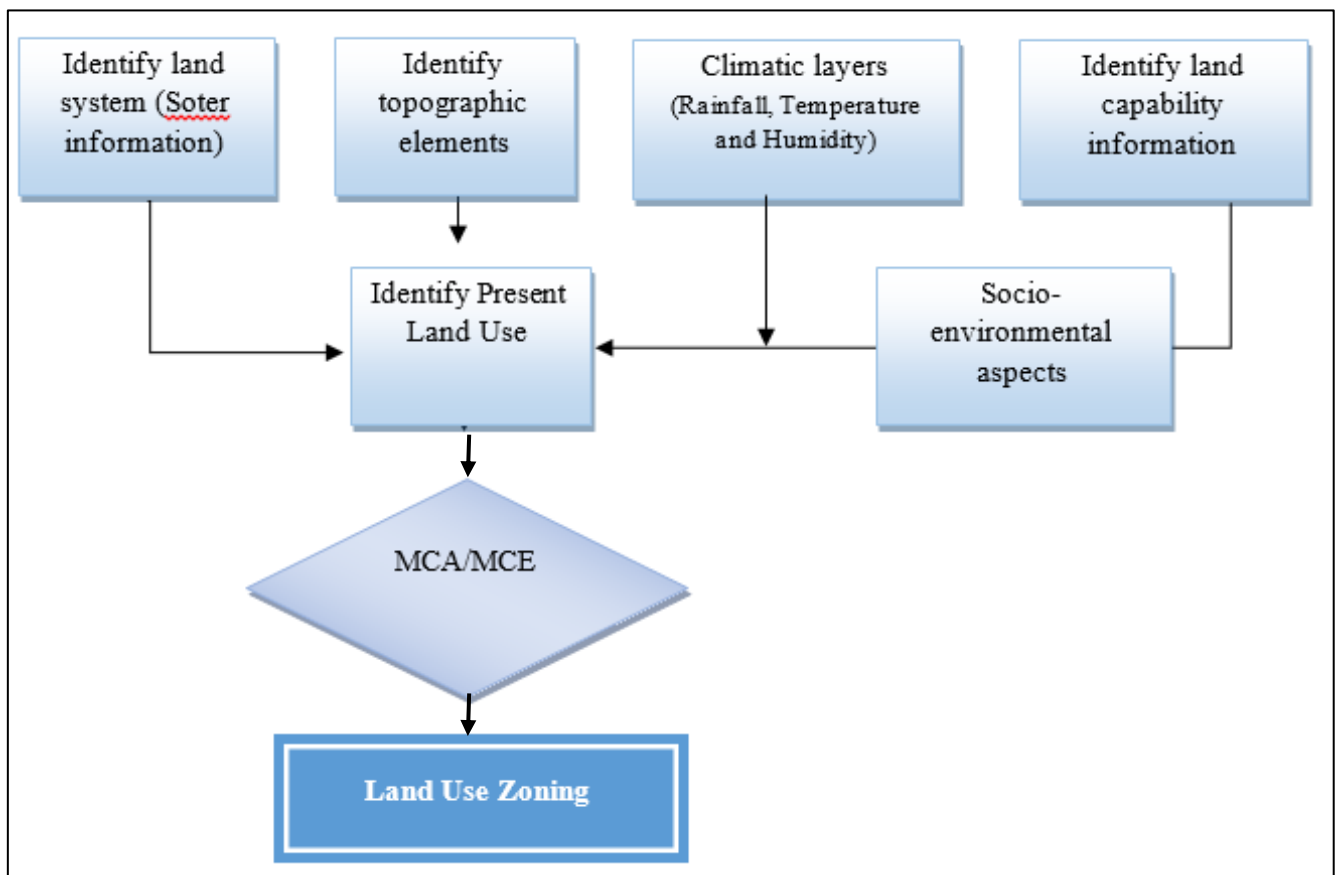 Identify land
system (Soter
information)
Identify
topographic
elements
Climatic layers
(Rainfall, Temperature
and Humidity)
Identify land
capability
information
Identify Present
Land Use
Socio-
environmental
aspects
MCA/MCE
Land Use Zoning